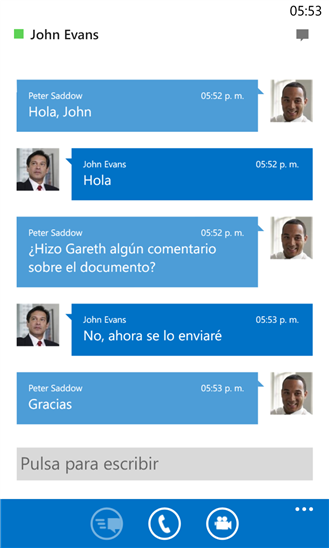 05:53
John Evans
Peter Saddow 05:52 p. m.
Hola, John
John Evans 05:52 p. m.
Hola
Peter Saddow 05:52 p. m.
¿Hizo Gareth algún comentario
sobre el documento?
John Evans 05:53 p. m.
No, ahora se lo enviaré
Peter Saddow 05:53 p. m.
Gracias
Pulsa para escribir